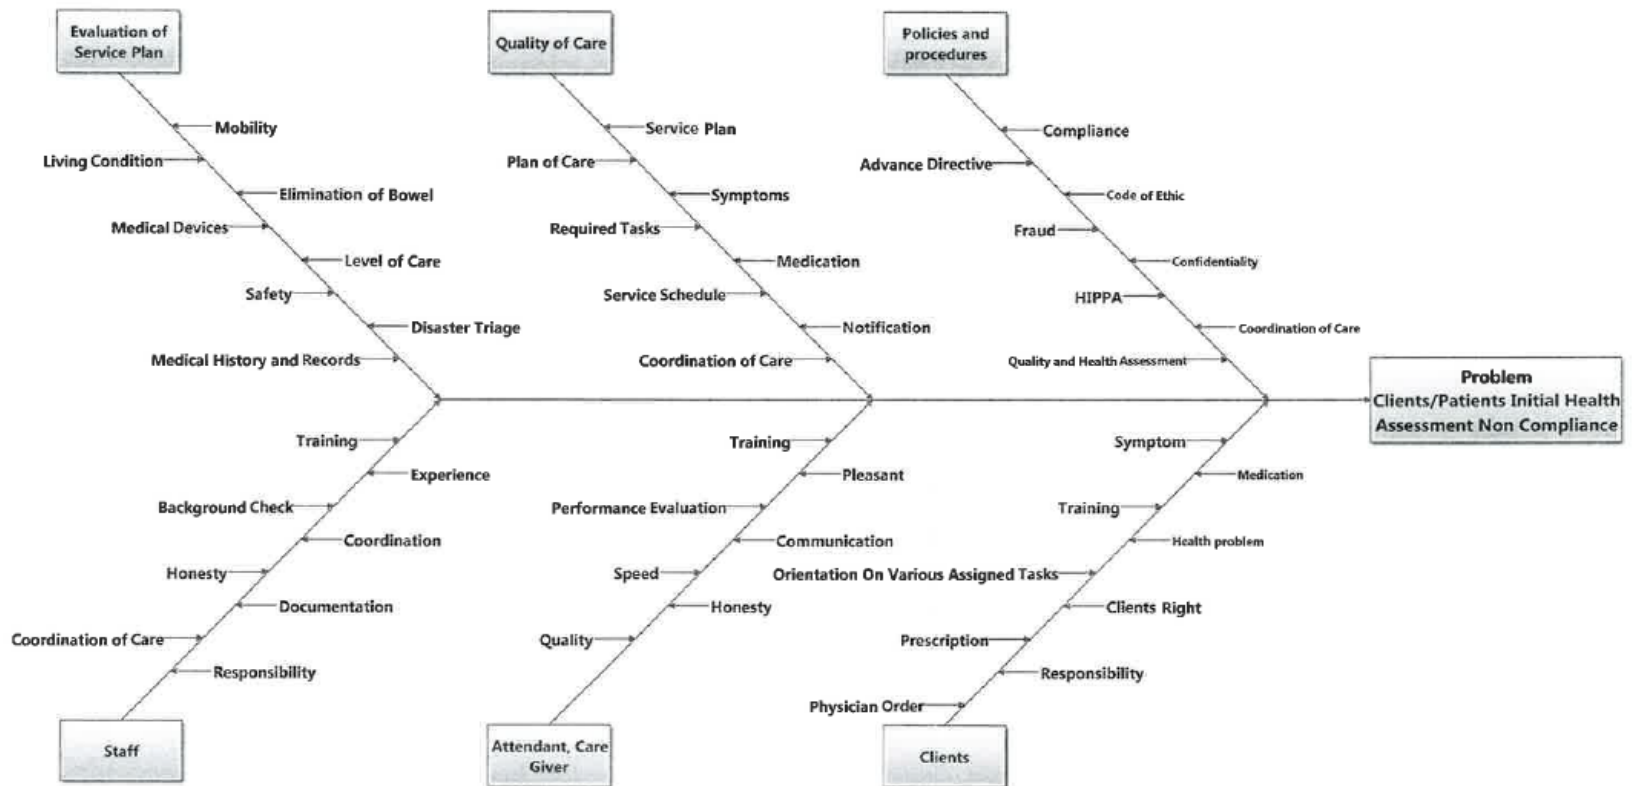 Evaluation of
Service Plan
Quality of Care
Policies and
procedures
Mobility
Living Condition
Elimination of Bowel
Medical Devices
Level of Care
Safety
Disaster Triage
Medical History and Records
Service Plan
Plan of Care
Symptoms
Required Tasks
Medication
Service Schedule
Notification
Coordination of Care
Compliance
Advance Directive
Code of Ethic
Fraud
Confidentiality
HIPPA
Coordination of Care
Quality and Health Assessment
Problem
Clients/Patients Initial Health
Assessment Non Compliance
Training
Experience
Background Check
Coordination
Honesty
Documentation
Coordination of Care
Responsibility
Staff
Training
Pleasant
Performance Evaluation
Communication
Speed
Honesty
Quality
Attendant, Care
Giver
Symptom
Medication
Training
Health problem
Orientation On Various Assigned Tasks
Clients Right
Prescription
Responsibility
Physician Order
Clients